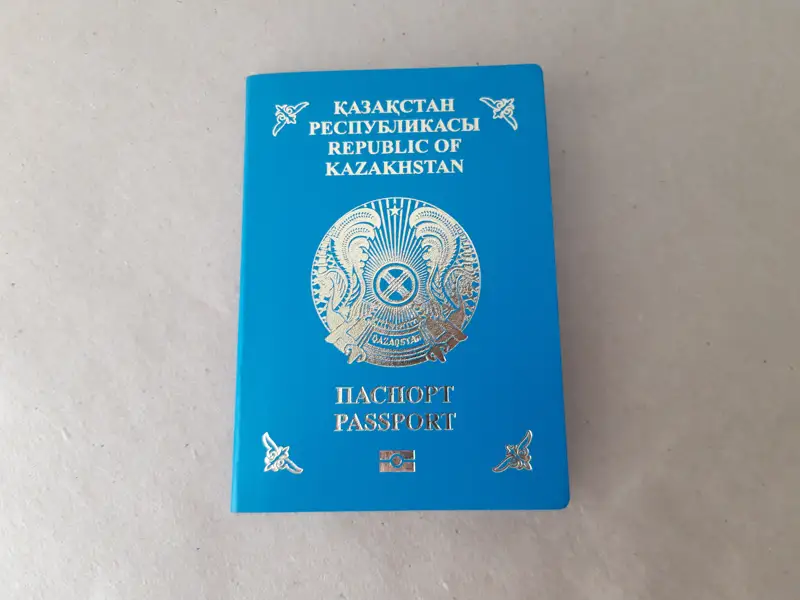 ҚАЗАҚСТАН
РЕСПУБЛИКАСЫ
REPUBLIC OF
KAZAKHSTAN
QAZAQSTAN
ПАСПОРТ
PASSPORT